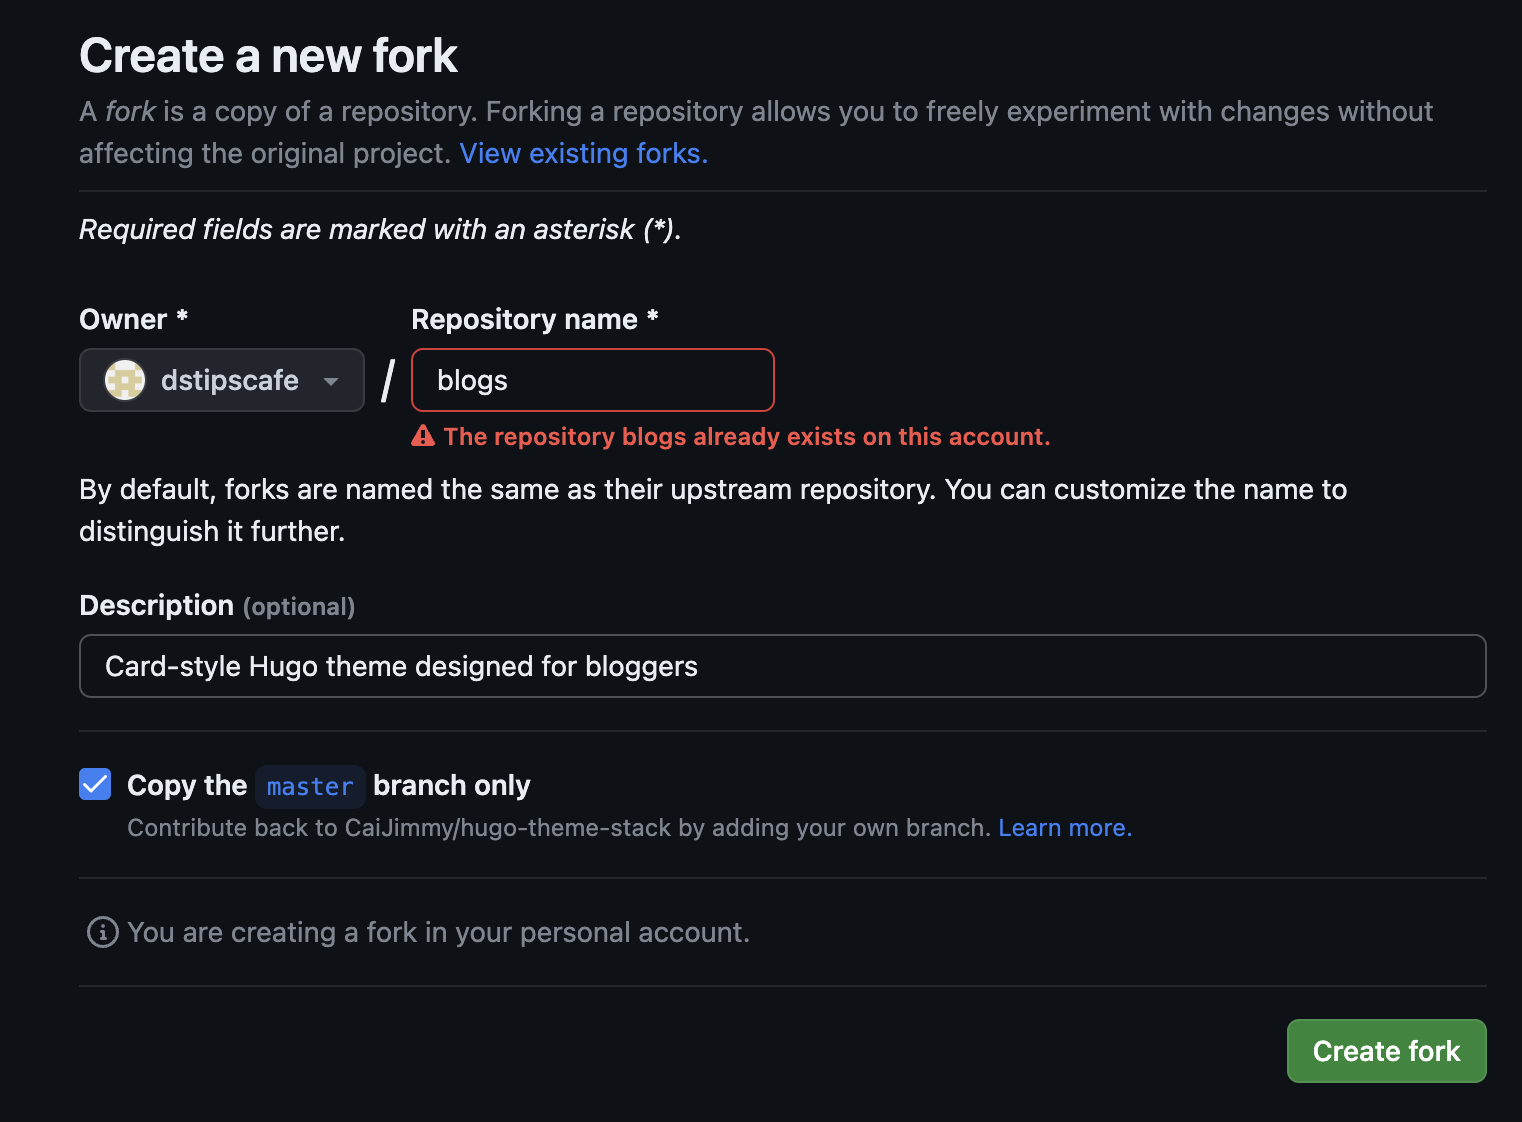 Create a new fork
A fork is a copy of a repository. Forking a repository allows you to freely experiment with changes without
affecting the original project. View existing forks.
Required fields are marked with an asterisk (*).
Owner *
Repository name *
dstipscafe
/
blogs
The repository blogs already exists on this account.
By default, forks are named the same as their upstream repository. You can customize the name to
distinguish it further.
Description (optional)
Card-style Hugo theme designed for bloggers
Copy the master branch only
Contribute back to CaiJimmy/hugo-theme-stack by adding your own branch. Learn more.
You are creating a fork in your personal account.
Create fork